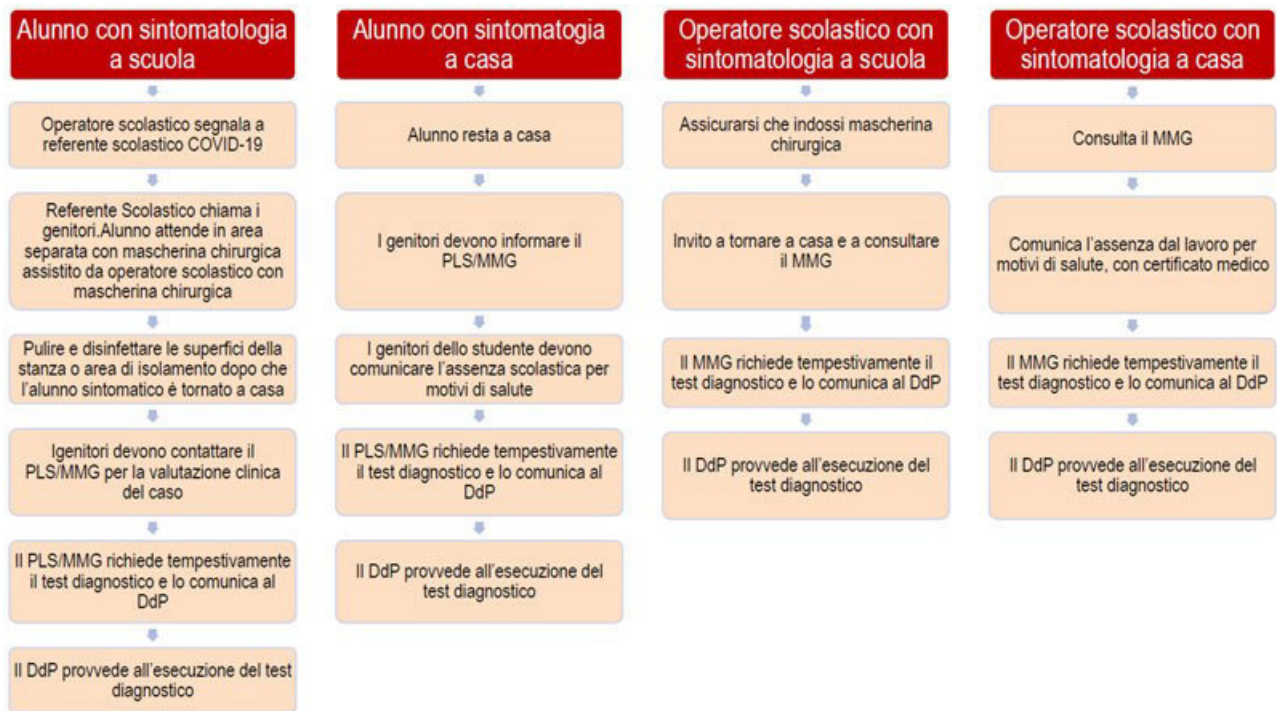 Alunno con sintomatologia
a scuola
Operatore scolastico segnala a
referente scolastico COVID-19
Referente Scolastico chiama i
genitori.Alunno attende in area
separata con mascherina chirurgica
assistito da operatore scolastico con
mascherina chirurgica
Pulire e disinfettare le superfici della
stanza o area di isolamento dopo che
l'alunno sintomatico è tornato a casa
Igenitori devono contattare il
PLS/MMG per la valutazione clinica
del caso
Il PLS/MMG richiede tempestivamente
il test diagnostico e lo comunica al
DdP
Il DdP provvede all'esecuzione del test
diagnostico
Alunno con sintomatogia
a casa
Alunno resta a casa
I genitori devono informare il
PLS/MMG
I genitori dello studente devono
comunicare l'assenza scolastica per
motivi di salute
Il PLS/MMG richiede tempestivamente
il test diagnostico e lo comunica al
DdP
Il DdP provvede all'esecuzione del
test diagnostico
Operatore scolastico con
sintomatologia a scuola
Assicurarsi che indossi mascherina
chirurgica
Invito a tornare a casa e a consultare
il MMG
Il MMG richiede tempestivamente il
test diagnostico e lo comunica al DdP
Il DdP provvede all'esecuzione del
test diagnostico
Operatore scolastico con
sintomatologia a casa
Consulta il MMG
Comunica l'assenza dal lavoro per
motivi di salute, con certificato medico
Il MMG richiede tempestivamente il
test diagnostico e lo comunica al DdP
Il DdP provvede all'esecuzione del
test diagnostico